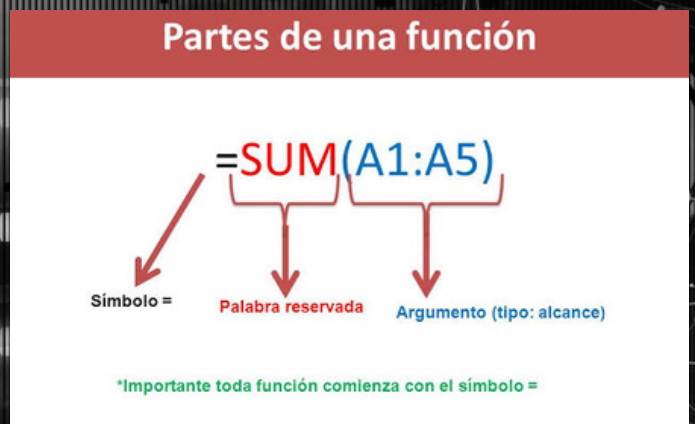 Partes de una función
=SUM(A1:A5)
Símbolo =
Palabra reservada
Argumento (tipo: alcance)
*Importante toda función comienza con el símbolo =